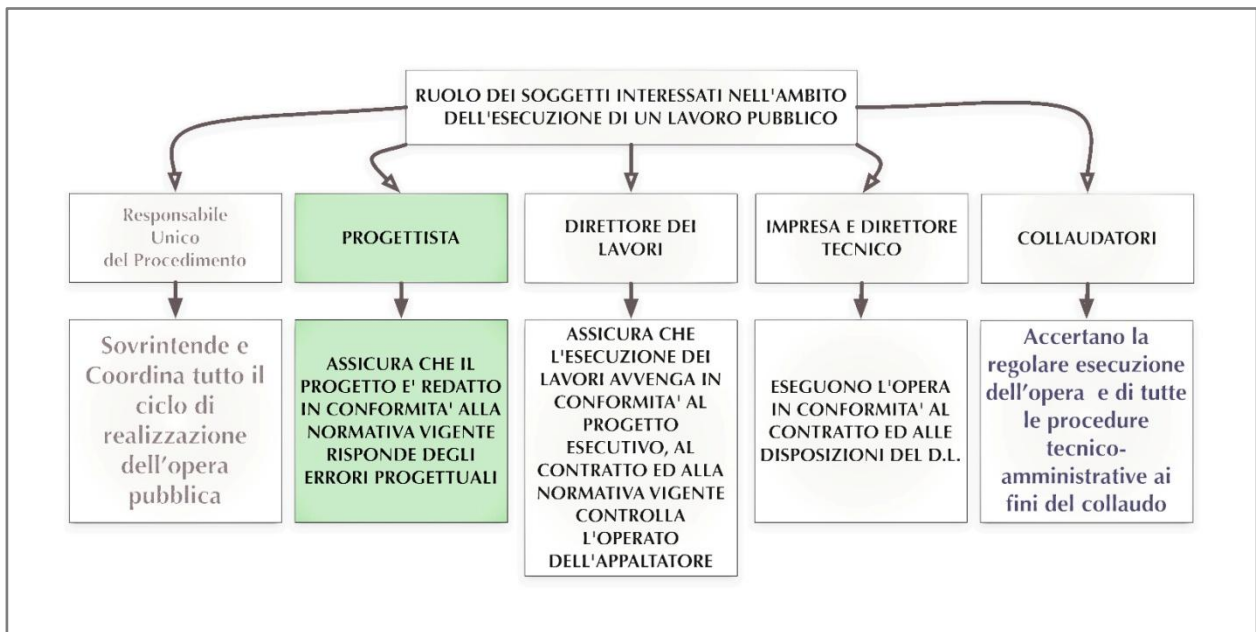 RUOLO DEI SOGGETTI INTERESSATI NELL'AMBITO
DELL'ESECUZIONE DI UN LAVORO PUBBLICO
Responsabile
Unico
del Procedimento
PROGETTISTA
DIRETTORE DEI
LAVORI
IMPRESA E DIRETTORE
TECNICO
COLLAUDATORI
Sovrintende e
Coordina tutto il
ciclo di
realizzazione
dell'opera
pubblica
ASSICURA CHE IL
PROGETTO E' REDATTO
IN CONFORMITA' ALLA
NORMATIVA VIGENTE
RISPONDE DEGLI
ERRORI PROGETTUALI
ASSICURA CHE
L'ESECUZIONE DEI
LAVORI AVVENGA IN
CONFORMITA' AL
PROGETTO
ESECUTIVO, AL
CONTRATTO ED ALLA
NORMATIVA VIGENTE
CONTROLLA
L'OPERATO
DELL'APPALTATORE
ESEGUONO L'OPERA
IN CONFORMITA' AL
CONTRATTO ED ALLE
DISPOSIZIONI DEL D.L.
Accertano la
regolare esecuzione
dell'opera e di tutte
le procedure
tecnico-
amministrative ai
fini del collaudo